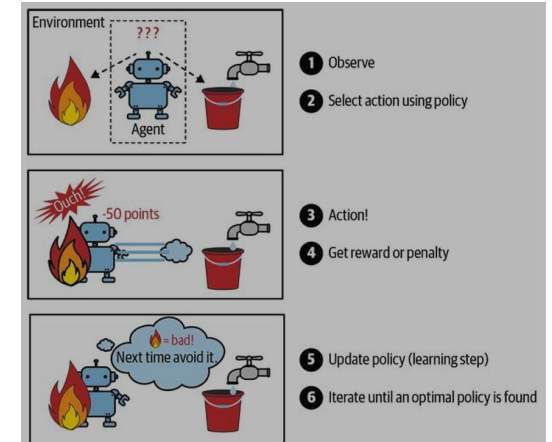 Environment
???
Agent
1 Observe
2 Select action using policy
Ouch!
-50 points
3 Action!
4 Get reward or penalty
= bad!
Next time avoid it.
5 Update policy (learning step)
6 Iterate until an optimal policy is found